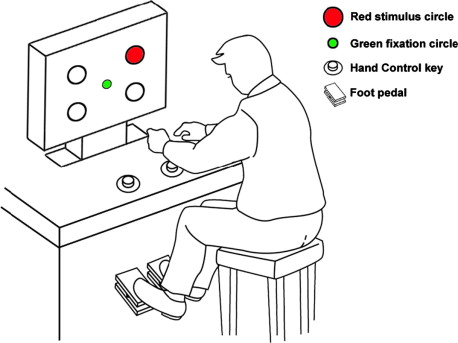 Red stimulus circle
Green fixation circle
Hand Control key
Foot pedal